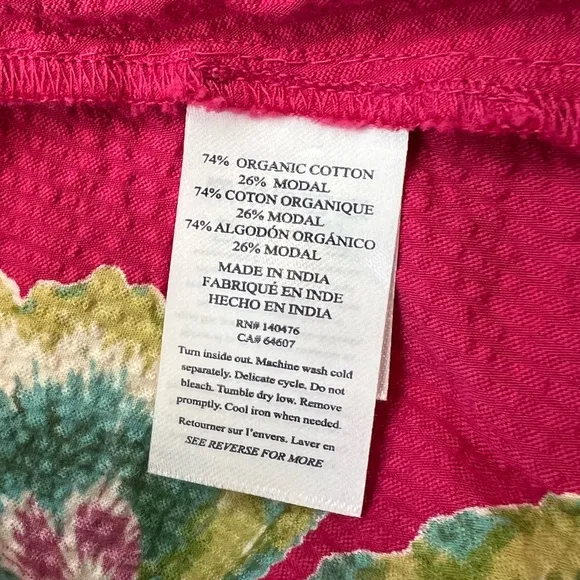 74% ORGANIC COTTON
26% MODAL
74% COTON ORGANIQUE
26% MODAL
74% ALGODÓN ORGÁNICO
26% MODAL
MADE IN INDIA
FABRIQUÉ EN INDE
HECHO EN INDIA
RN# 140476
CA# 64607
Turn inside out. Machine wash cold
separately. Delicate cycle. Do not
bleach. Tumble dry low. Remove
promptly. Cool iron when needed.
Retourner sur l'envers. Laver en
SEE REVERSE FOR MORE